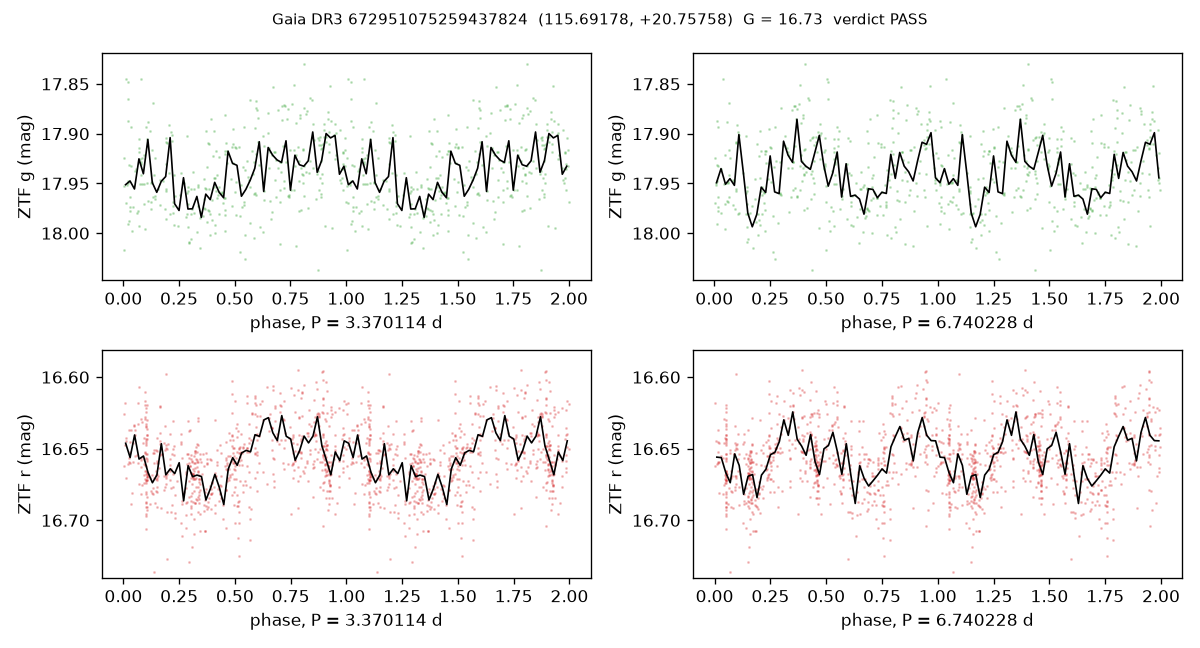 Gaia DR3 672951075259437824 (115.69178, +20.75758) G = 16.73 verdict PASS
ZTF g (mag)
17.85
17.90
17.95
18.00
0.00 0.25 0.50 0.75 1.00 1.25 1.50 1.75 2.00
phase, P = 3.370114 d
ZTF g (mag)
17.85
17.90
17.95
18.00
0.00 0.25 0.50 0.75 1.00 1.25 1.50 1.75 2.00
phase, P = 6.740228 d
ZTF r (mag)
16.60
16.65
16.70
0.00 0.25 0.50 0.75 1.00 1.25 1.50 1.75 2.00
phase, P = 3.370114 d
ZTF r (mag)
16.60
16.65
16.70
0.00 0.25 0.50 0.75 1.00 1.25 1.50 1.75 2.00
phase, P = 6.740228 d